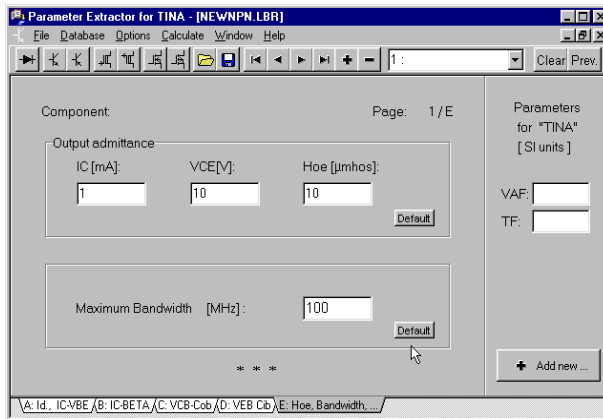 Parameter Extractor for TINA - [NEWNPN.LBR]
File Database Options Calculate Window Help
1 : Clear Prev.
Component: Page: 1/E
Parameters
for "TINA"
[ SI units ]
Output admittance
IC [mA]: VCE[V]: Hoe [µmhos]:
1 10 10
Default
VAF:
TF:
Maximum Bandwidth [MHz] : 100
Default
* * *
Add new ...
A: Id., IC-VBE B: IC-BETA C: VCB-Cob D: VEB Cib E: Hoe, Bandwidth, ...